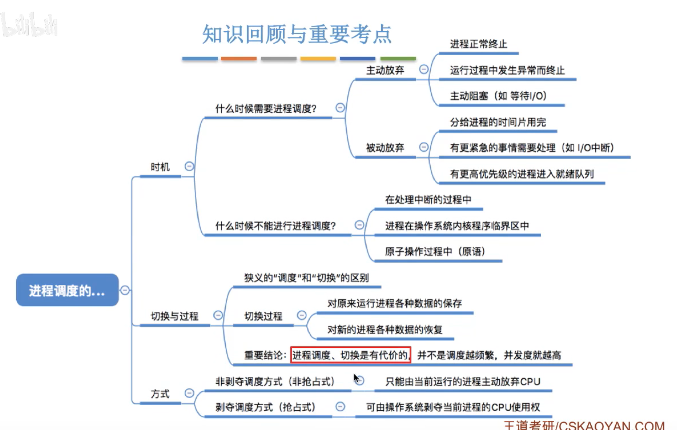 bilibili
知识回顾与重要考点
进程正常终止
主动放弃
运行过程中发生异常而终止
主动阻塞（如 等待I/O）
什么时候需要进程调度？
分给进程的时间片用完
被动放弃
有更紧急的事情需要处理（如 I/O中断）
有更高优先级的进程进入就绪队列
时机
在处理中断的过程中
什么时候不能进行进程调度？
进程在操作系统内核程序临界区中
原子操作过程中（原语）
进程调度的...
狭义的“调度”和“切换”的区别
切换与过程
切换过程
对原来运行进程各种数据的保存
对新的进程各种数据的恢复
重要结论：进程调度、切换是有代价的，并不是调度越频繁，并发度就越高
方式
非剥夺调度方式（非抢占式）
只能由当前运行的进程主动放弃CPU
剥夺调度方式（抢占式）
可由操作系统剥夺当前进程的CPU使用权
王道考研/CSKAOYAN.COM